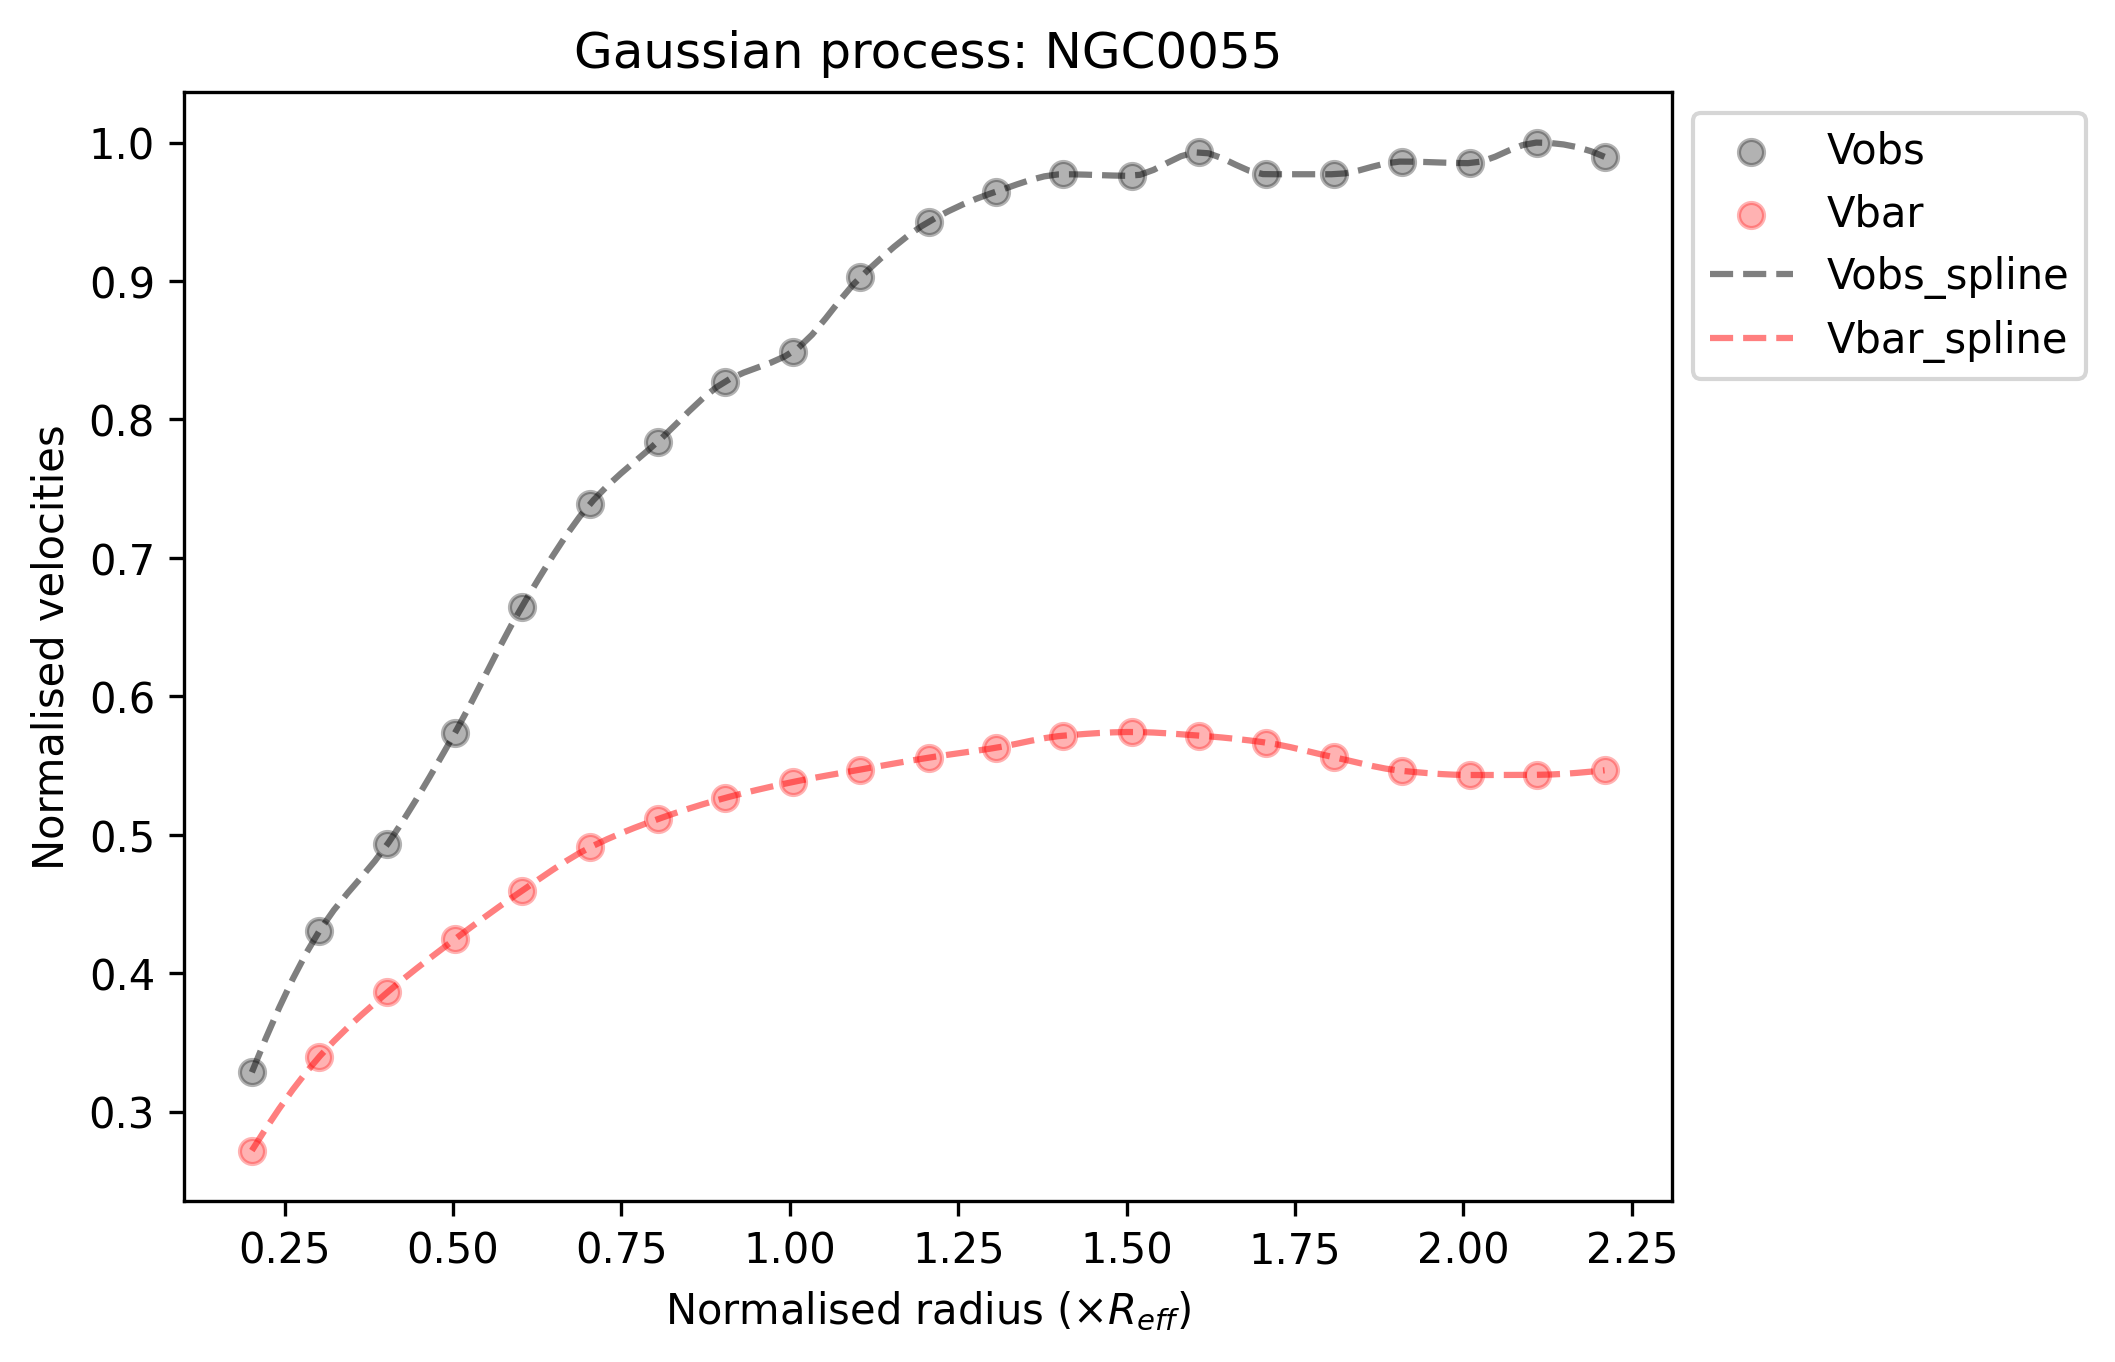 Gaussian process: NGC0055
1.0
0.9
0.8
0.7
0.6
0.5
0.4
0.3
Normalised velocities
0.25 0.50 0.75 1.00 1.25 1.50 1.75 2.00 2.25
Normalised radius (×R_eff)
Vobs
Vbar
Vobs_spline
Vbar_spline